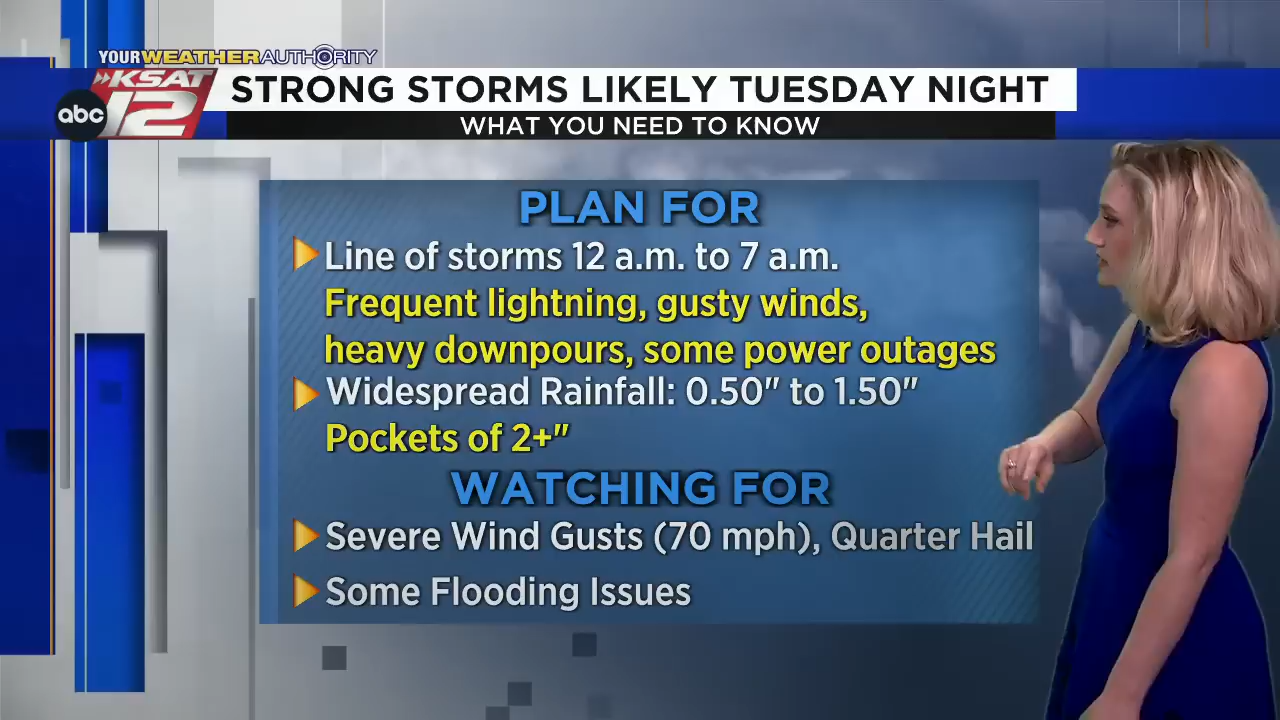 YOUR WEATHER AUTHORITY
KSAT
abc 12
STRONG STORMS LIKELY TUESDAY NIGHT
WHAT YOU NEED TO KNOW
PLAN FOR
Line of storms 12 a.m. to 7 a.m.
Frequent lightning, gusty winds,
heavy downpours, some power outages
Widespread Rainfall: 0.50" to 1.50"
Pockets of 2+"
WATCHING FOR
Severe Wind Gusts (70 mph), Quarter Hail
Some Flooding Issues